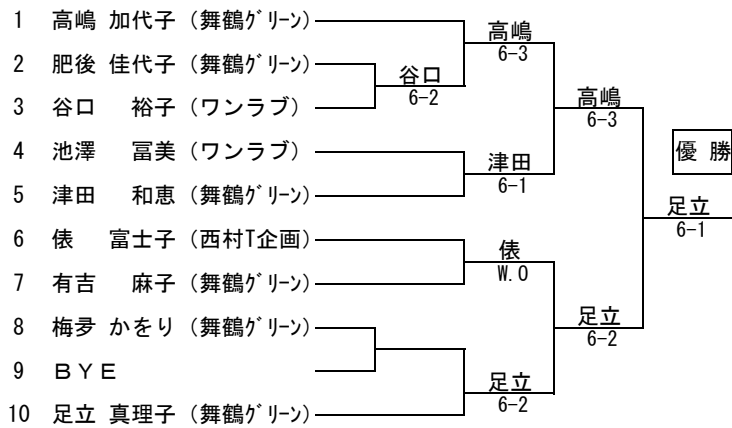 1 高嶋 加代子 (舞鶴グリーン)
高嶋
6-3
2 肥後 佳代子 (舞鶴グリーン)
谷口
6-2
3 谷口 裕子 (ワンラブ)
高嶋
6-3
4 池澤 冨美 (ワンラブ)
津田
6-1
優 勝
5 津田 和恵 (舞鶴グリーン)
足立
6-1
6 俵 富士子 (西村T企画)
俵
W.O
7 有吉 麻子 (舞鶴グリーン)
8 梅夛 かをり (舞鶴グリーン)
足立
6-2
9 BYE
足立
6-2
10 足立 真理子 (舞鶴グリーン)